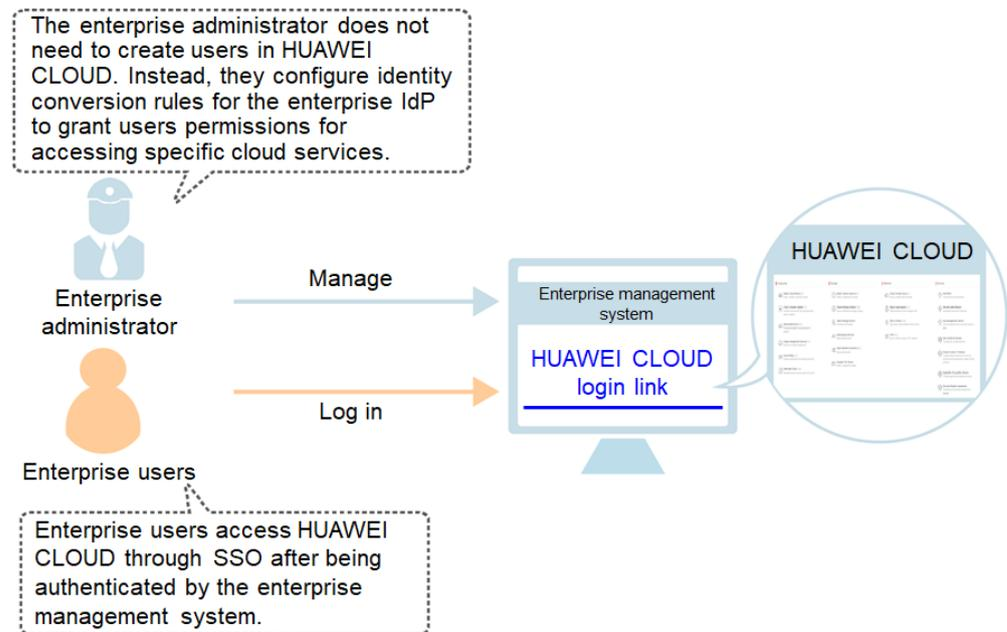 The enterprise administrator does not
need to create users in HUAWEI
CLOUD. Instead, they configure identity
conversion rules for the enterprise IdP
to grant users permissions for
accessing specific cloud services.
Enterprise
administrator
Manage
Enterprise management
system
HUAWEI CLOUD
login link
HUAWEI CLOUD
Log in
Enterprise users
Enterprise users access HUAWEI
CLOUD through SSO after being
authenticated by the enterprise
management system.